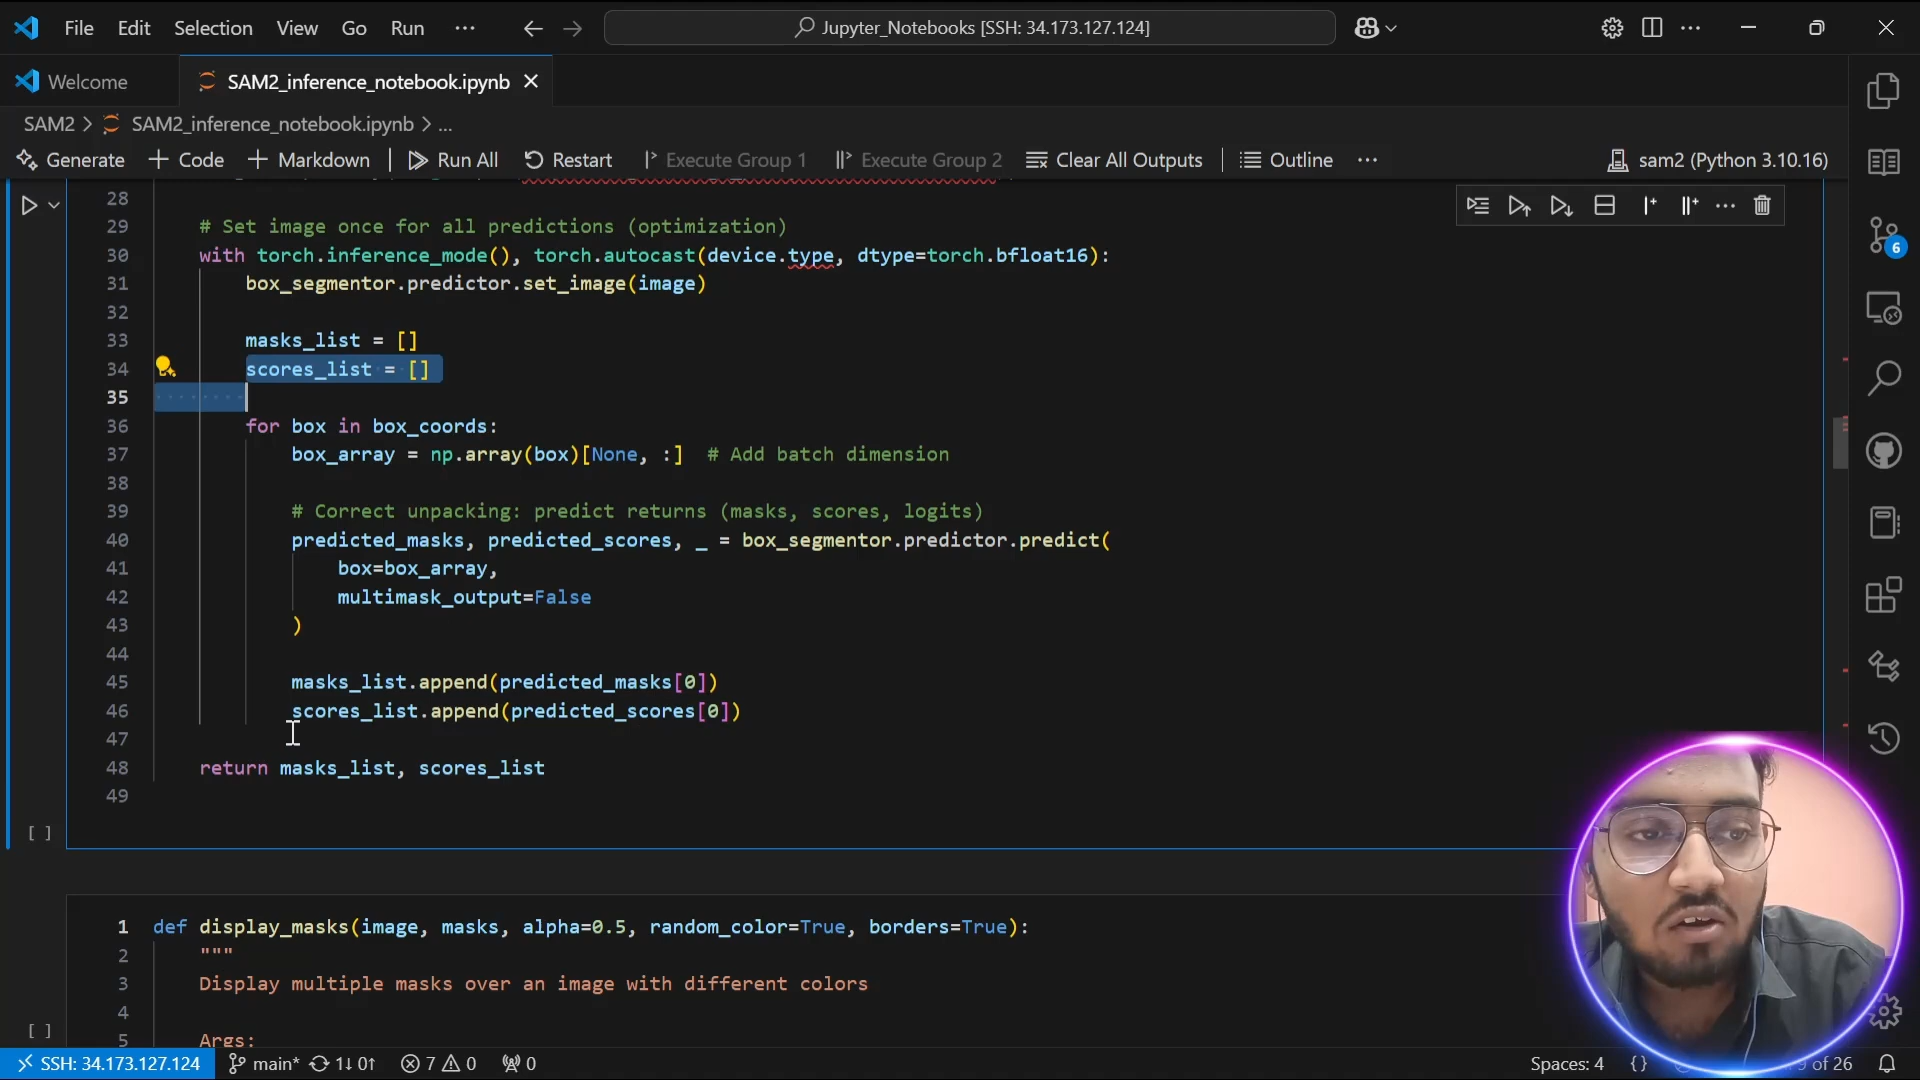 File Edit Selection View Go Run ··· Jupyter_Notebooks [SSH: 34.173.127.124]
Welcome SAM2_inference_notebook.ipynb
SAM2 > SAM2_inference_notebook.ipynb > ...
Generate + Code + Markdown Run All Restart Execute Group 1 Execute Group 2 Clear All Outputs Outline ··· sam2 (Python 3.10.16)
28
29 # Set image once for all predictions (optimization)
30 with torch.inference_mode(), torch.autocast(device.type, dtype=torch.bfloat16):
31 box_segmentor.predictor.set_image(image)
32
33 masks_list = []
34 scores_list = []
35
36 for box in box_coords:
37 box_array = np.array(box)[None, :] # Add batch dimension
38
39 # Correct unpacking: predict returns (masks, scores, logits)
40 predicted_masks, predicted_scores, _ = box_segmentor.predictor.predict(
41 box=box_array,
42 multimask_output=False
43 )
44
45 masks_list.append(predicted_masks[0])
46 scores_list.append(predicted_scores[0])
47
48 return masks_list, scores_list
49
[ ]
1 def display_masks(image, masks, alpha=0.5, random_color=True, borders=True):
2 """
3 Display multiple masks over an image with different colors
4
5 Args:
[ ]
6
SSH: 34.173.127.124 main* 1↓ 0↑ 7 0 0 Spaces: 4 {} of 26